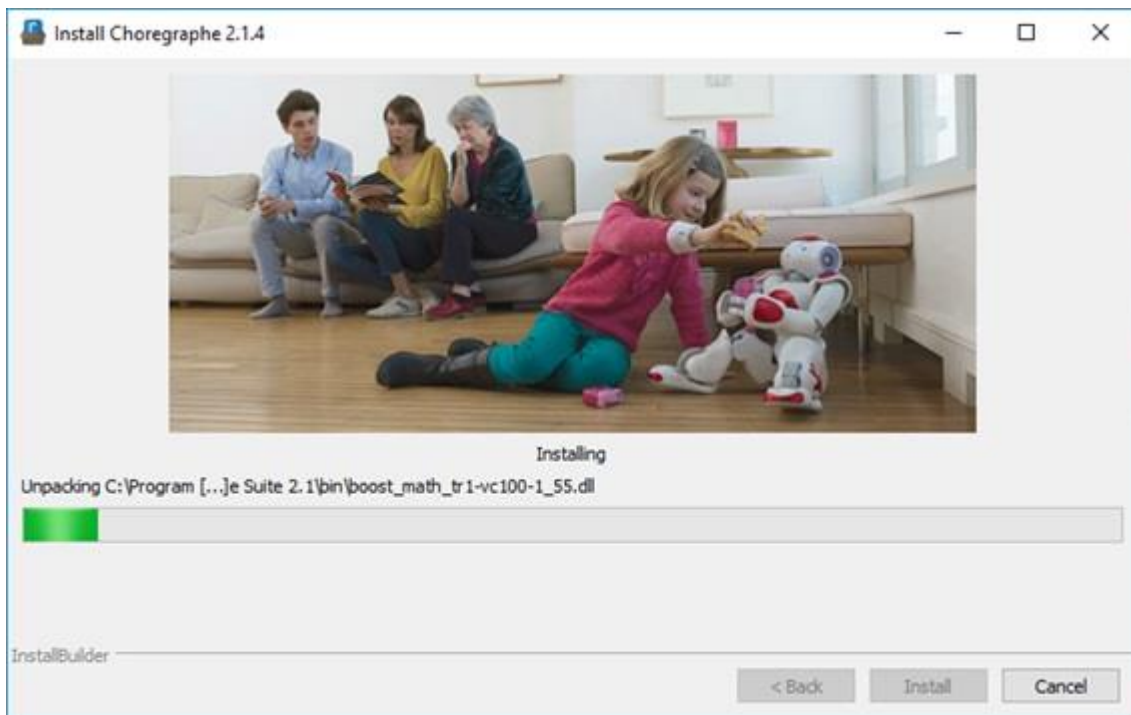 Install Choregraphe 2.1.4
Installing
Unpacking C:\Program [...]e Suite 2.1\bin\boost_math_tr1-vc100-1_55.dll
InstallBuilder
< Back
Install
Cancel